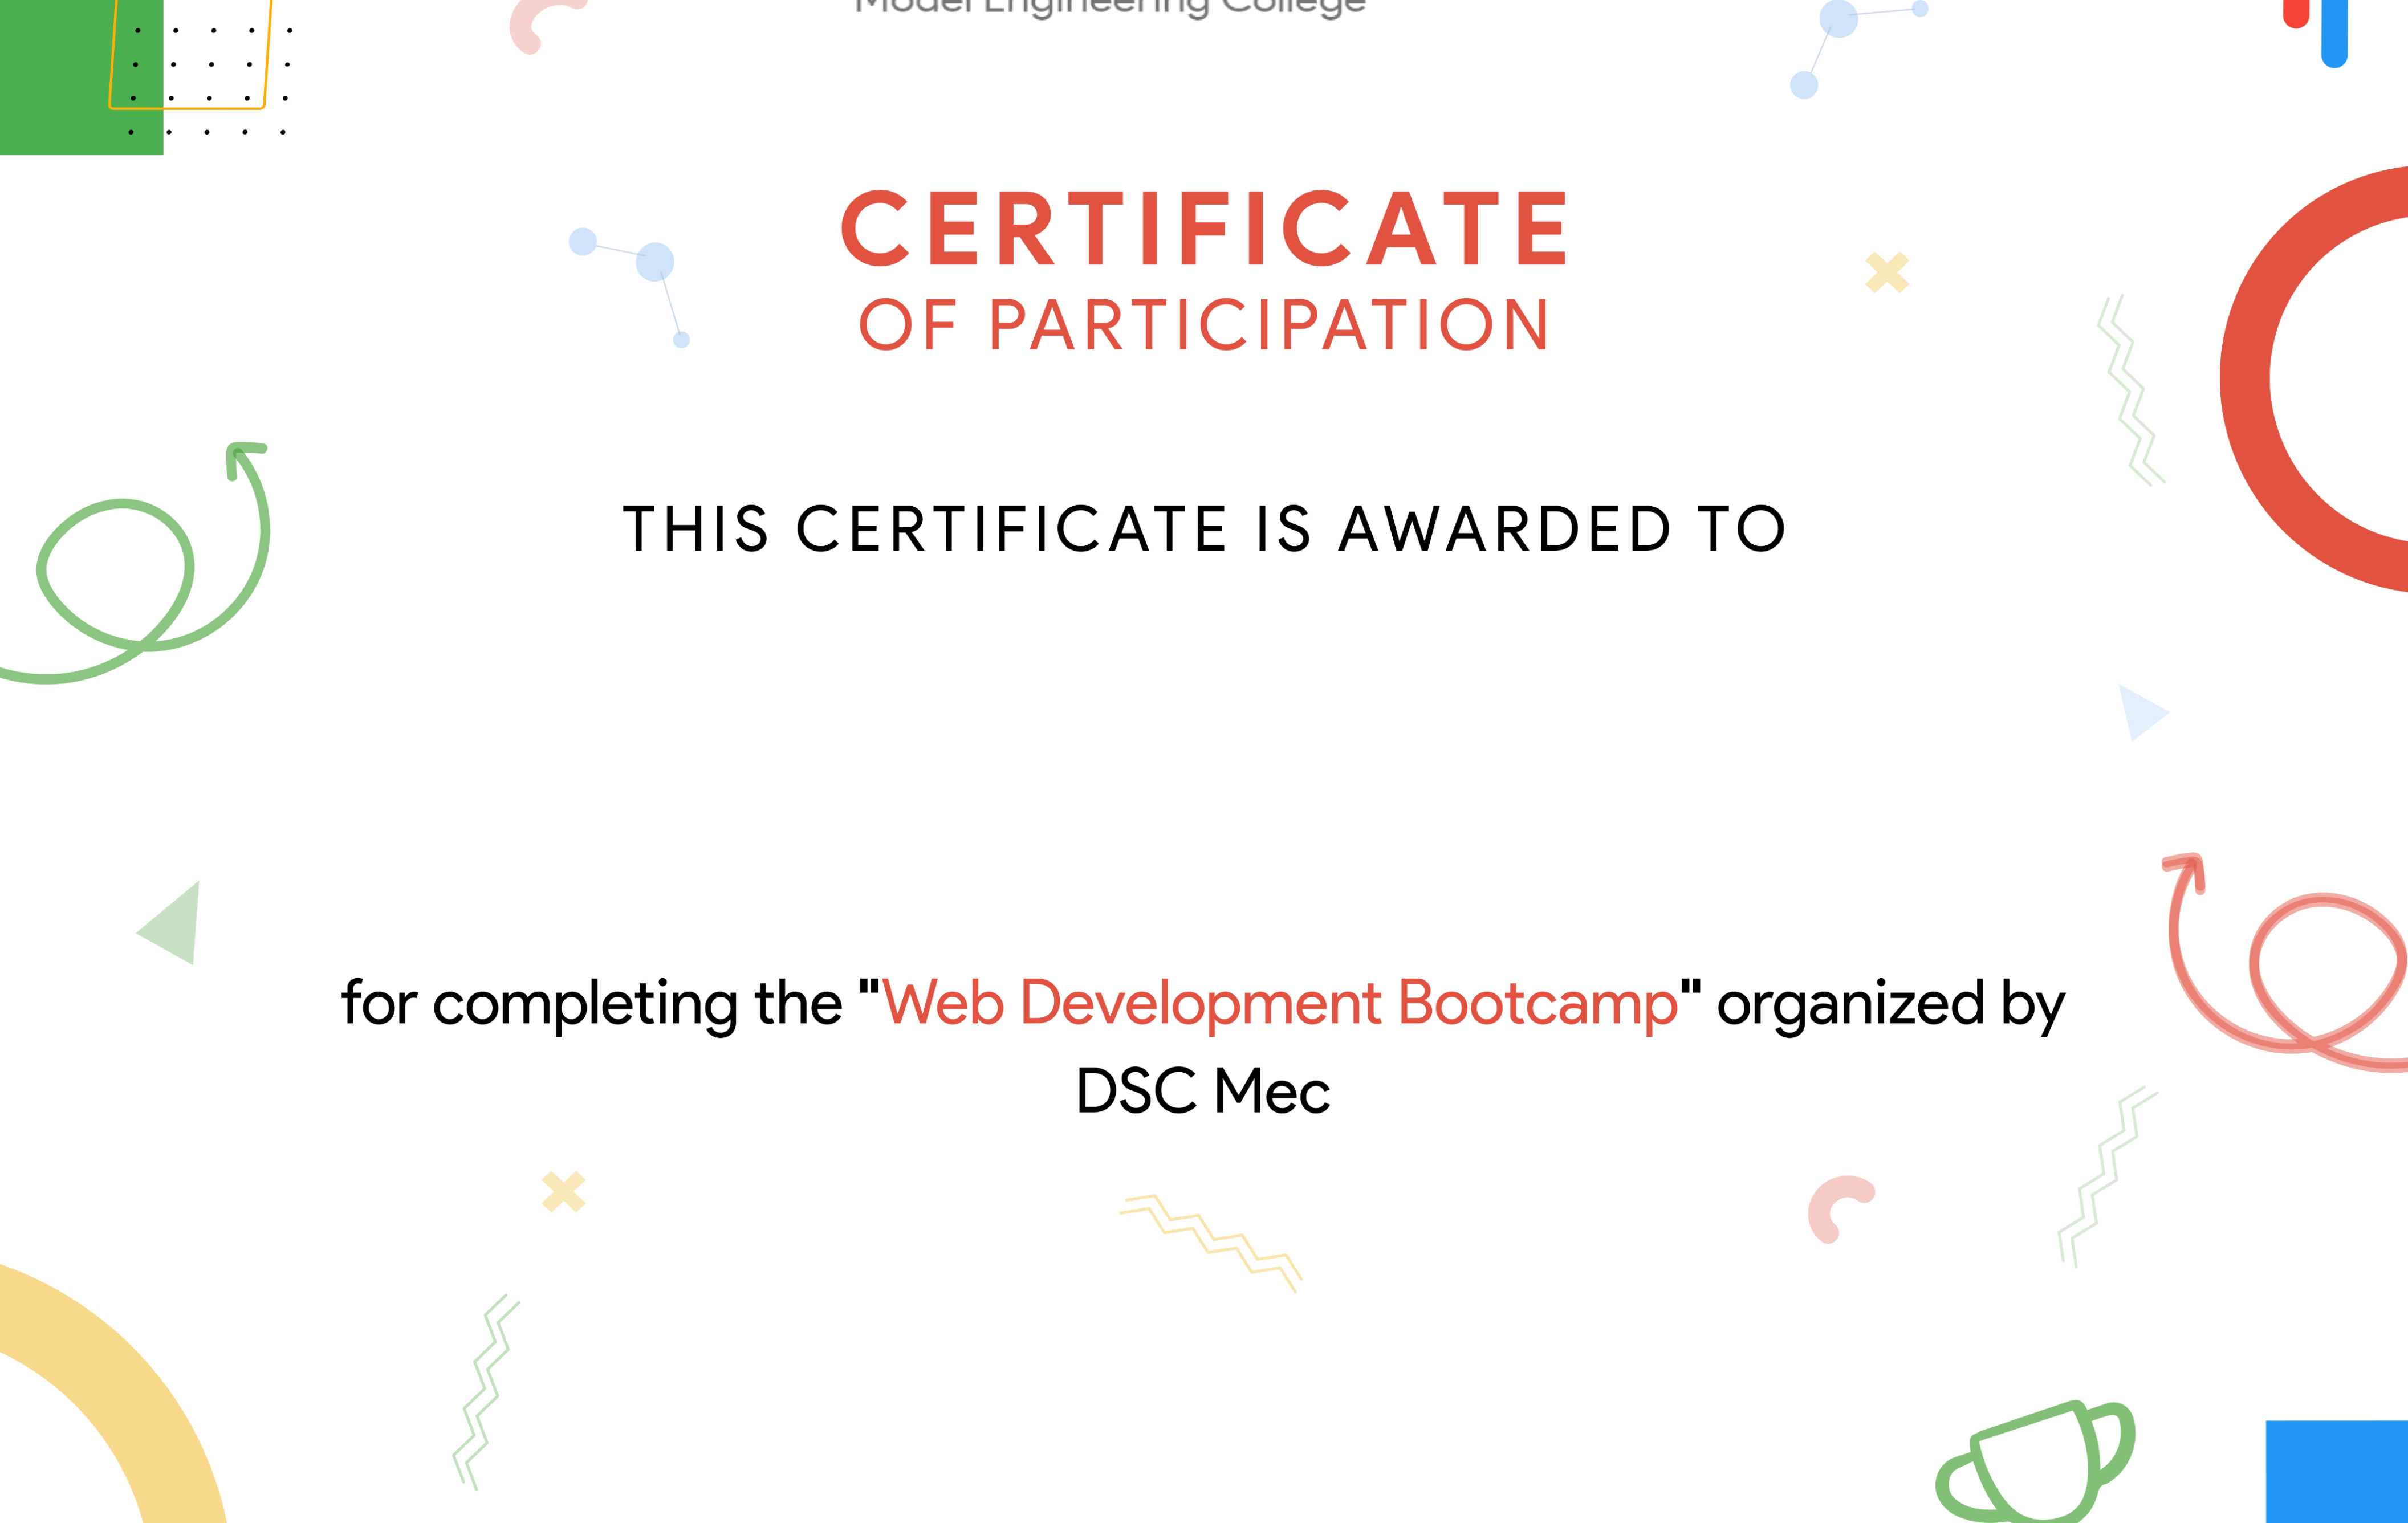 Model Engineering College
CERTIFICATE
OF PARTICIPATION
THIS CERTIFICATE IS AWARDED TO
for completing the "Web Development Bootcamp" organized by
DSC Mec